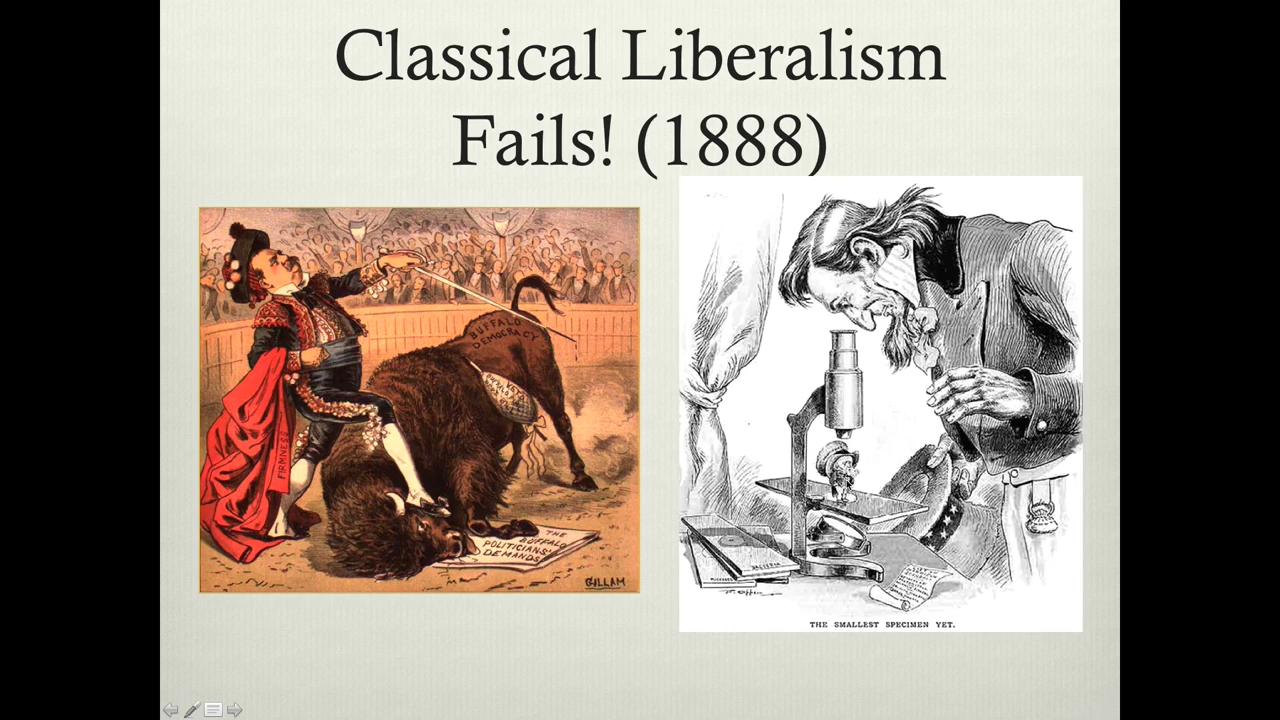 Classical Liberalism
Fails! (1888)
BUFFALO
DEMOCRACY
FIRMNESS
THE
BUFFALO
POLITICIANS'
DEMANDS
GILLAM
THE SMALLEST SPECIMEN YET.